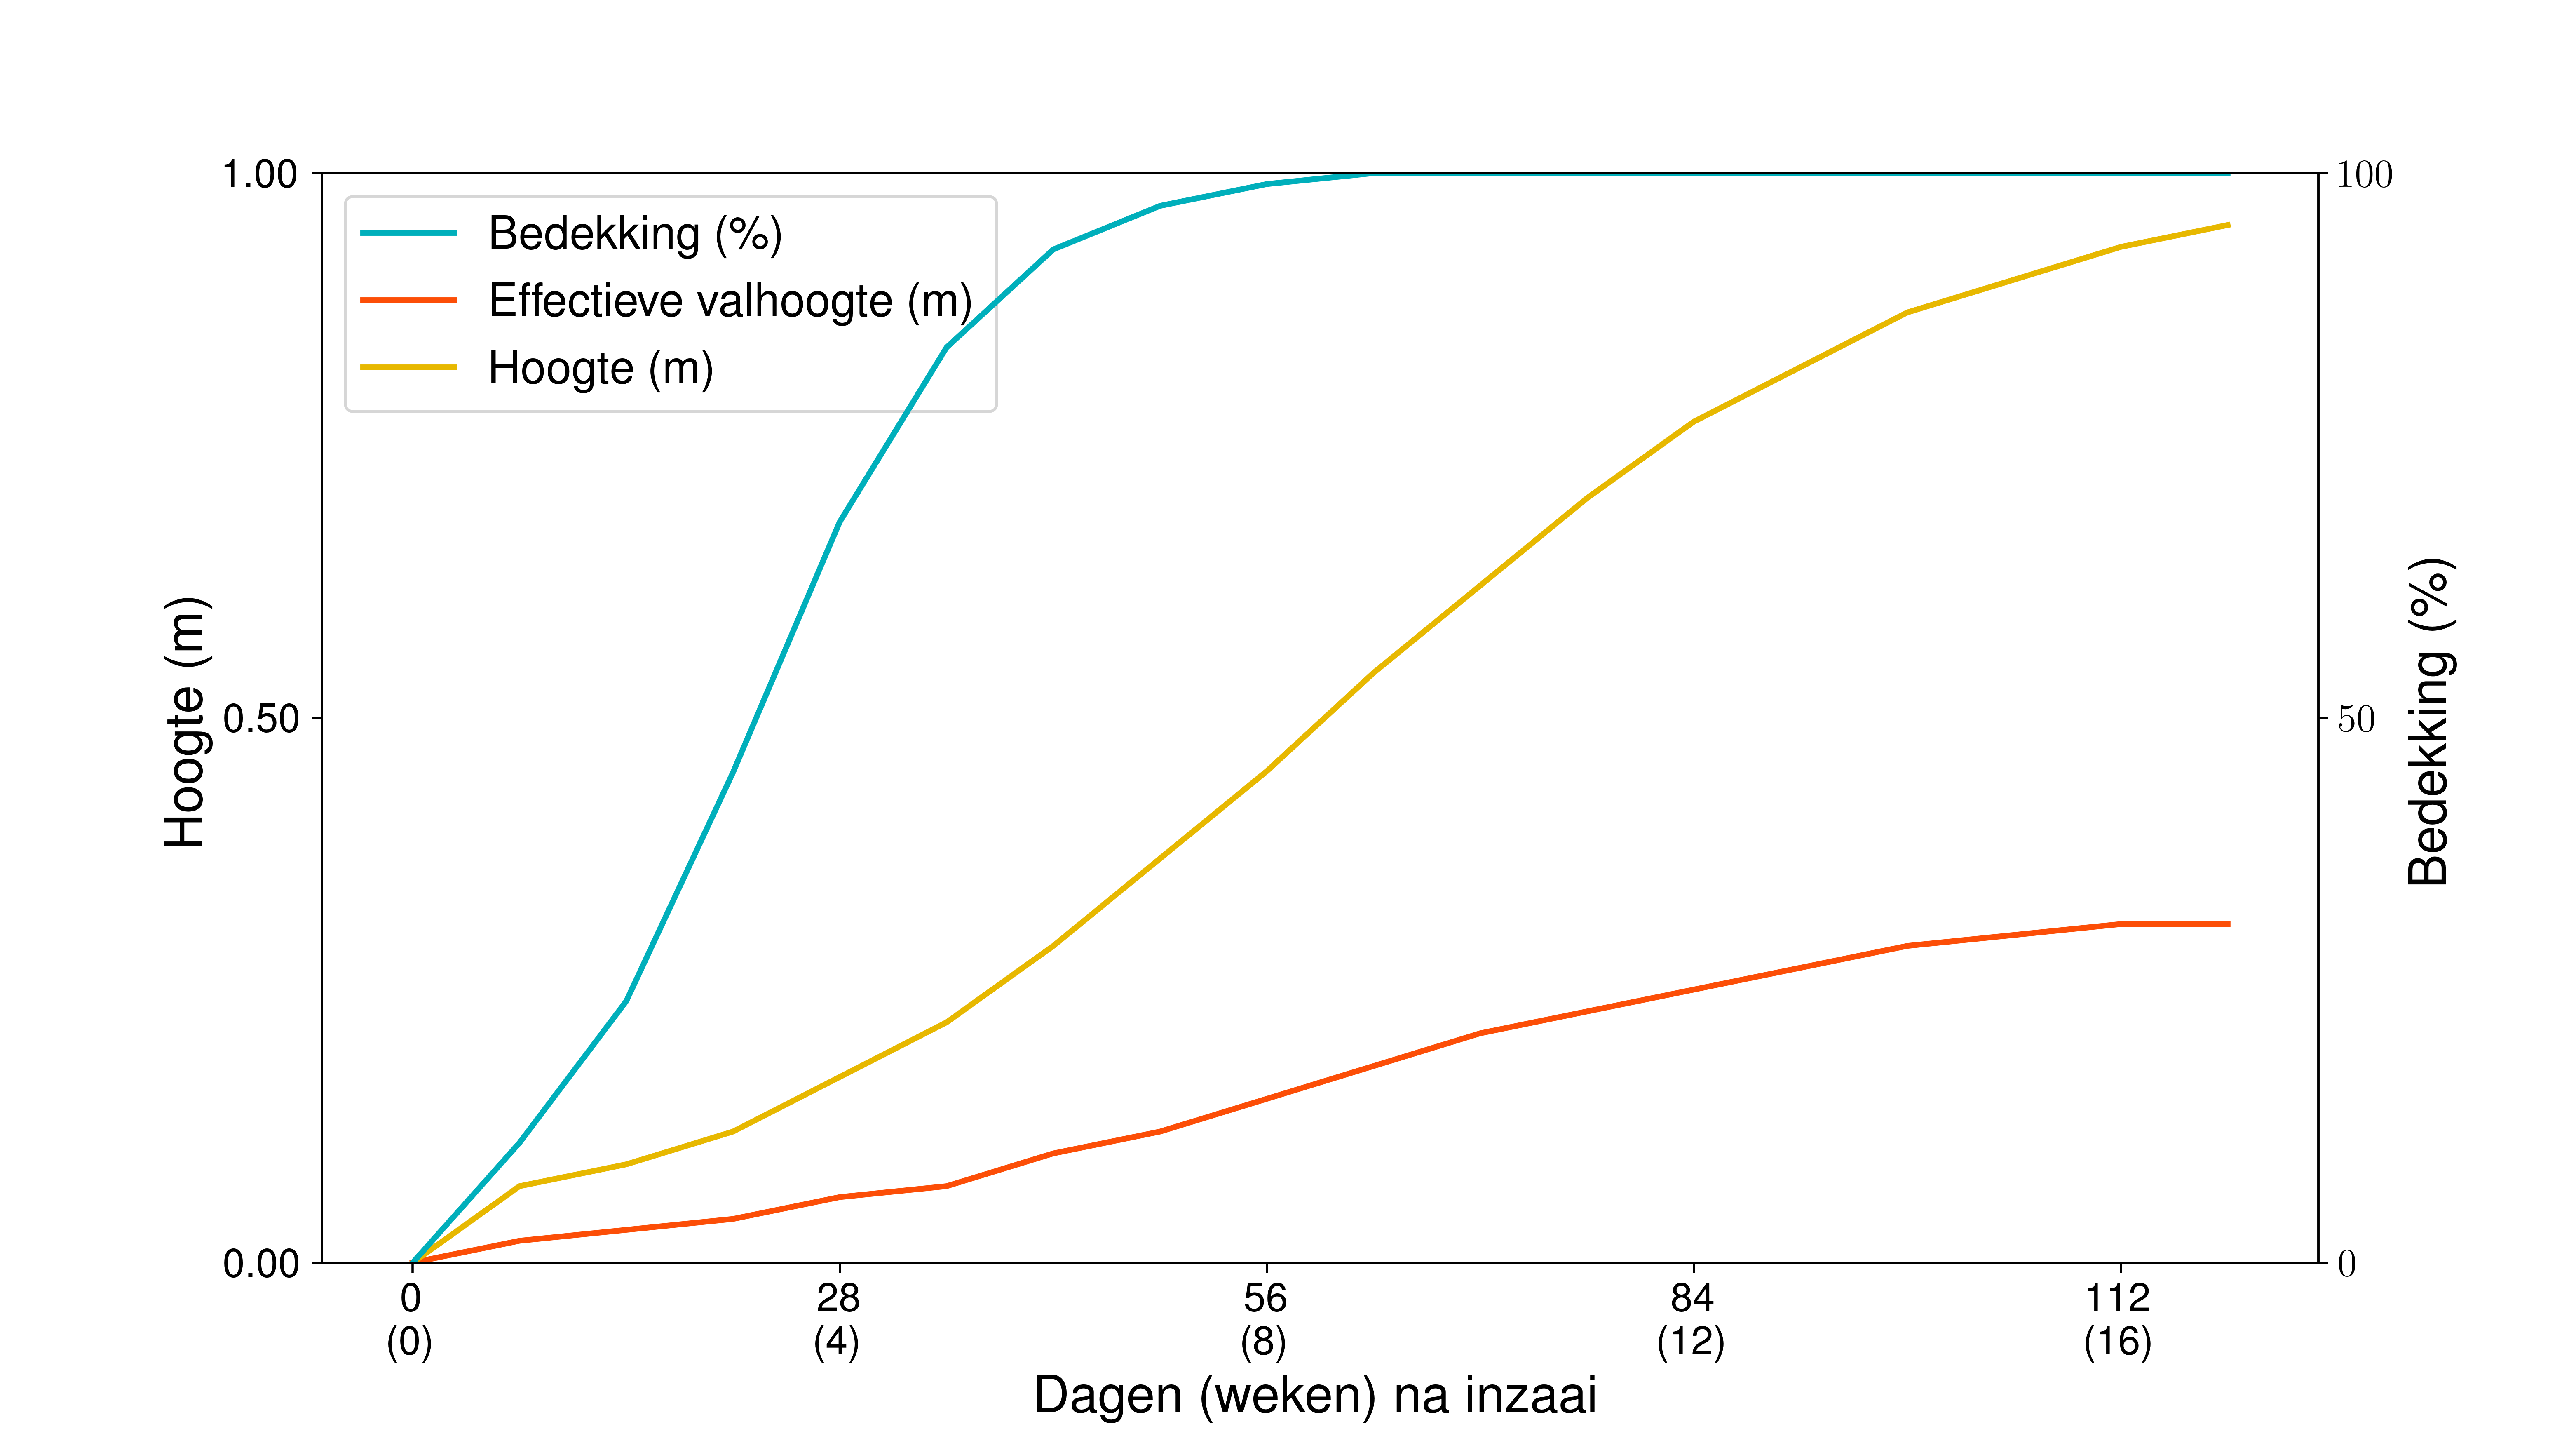 1.00
0.50
0.00
Hoogte (m)
Bedekking (%)
Effectieve valhoogte (m)
Hoogte (m)
100
50
0
Bedekking (%)
0 28 56 84 112
(0) (4) (8) (12) (16)
Dagen (weken) na inzaai